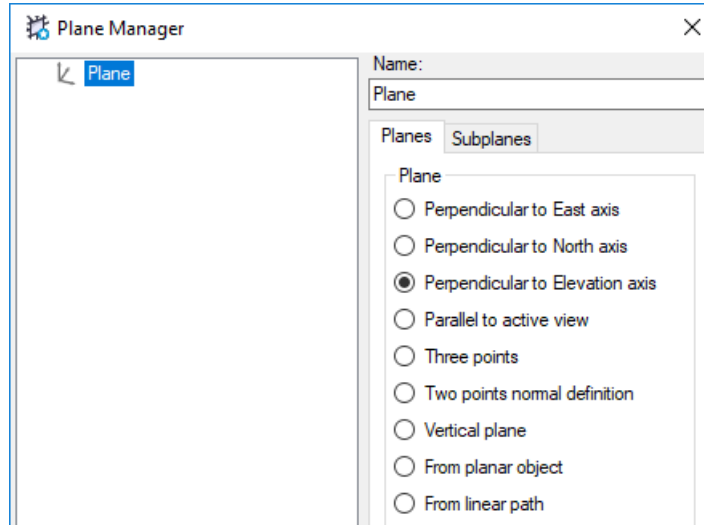 Plane Manager
Plane
Name:
Plane
Planes Subplanes
Plane
Perpendicular to East axis
Perpendicular to North axis
Perpendicular to Elevation axis
Parallel to active view
Three points
Two points normal definition
Vertical plane
From planar object
From linear path